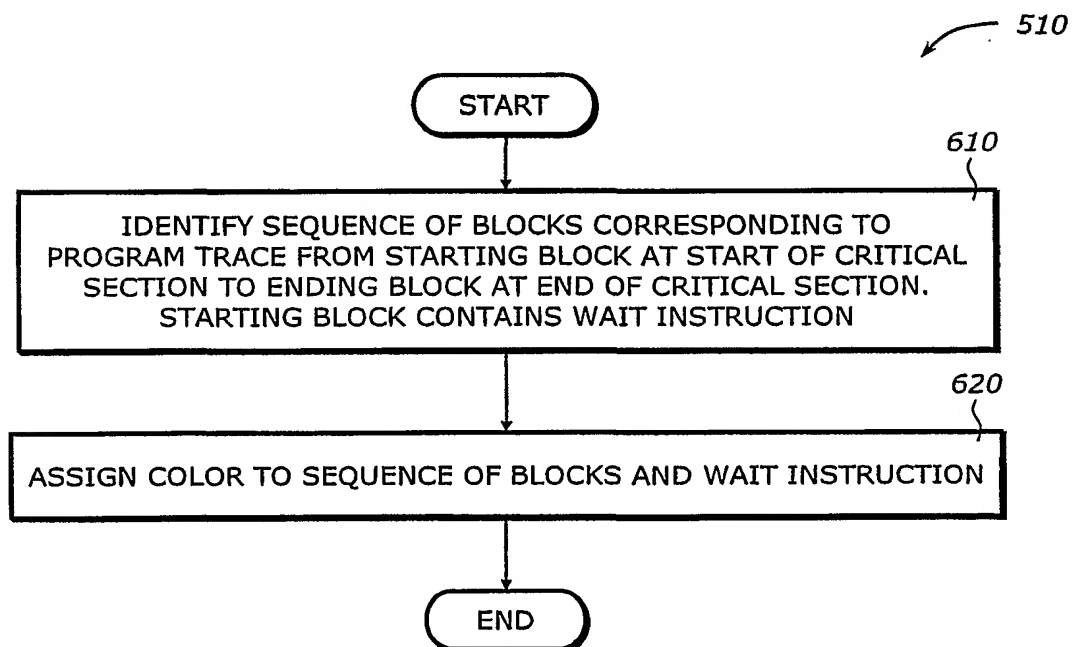 510
START
610
IDENTIFY SEQUENCE OF BLOCKS CORRESPONDING TO
PROGRAM TRACE FROM STARTING BLOCK AT START OF CRITICAL
SECTION TO ENDING BLOCK AT END OF CRITICAL SECTION.
STARTING BLOCK CONTAINS WAIT INSTRUCTION
620
ASSIGN COLOR TO SEQUENCE OF BLOCKS AND WAIT INSTRUCTION
END